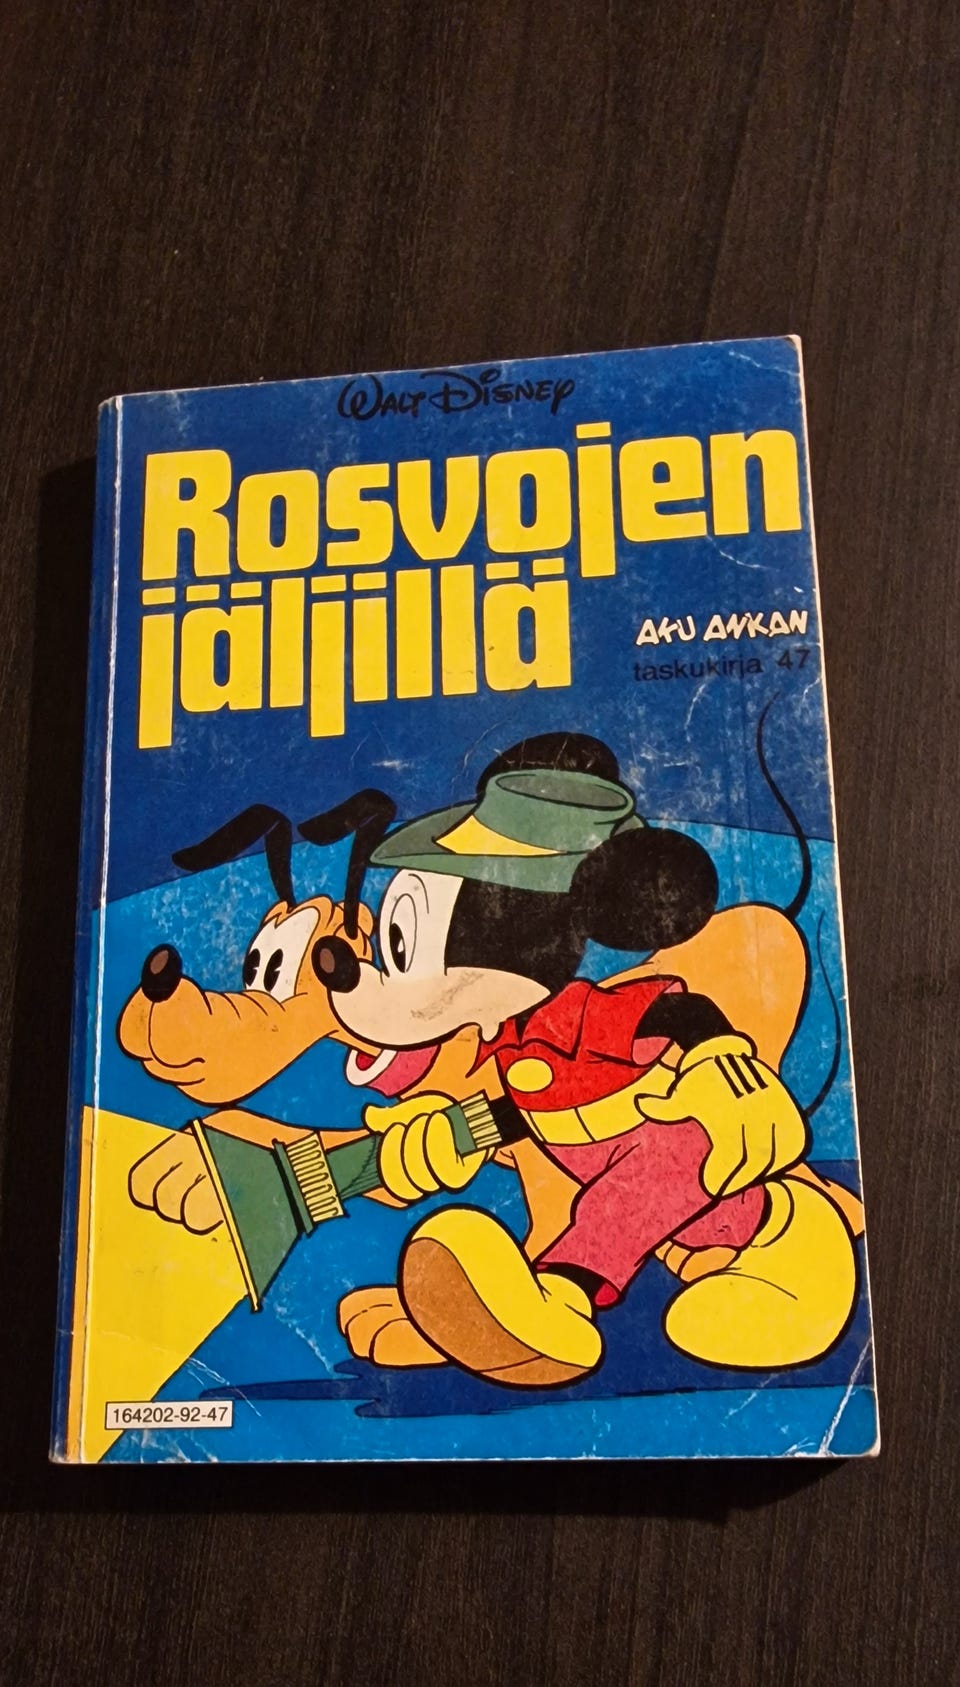 Walt Disney
Rosvojen
jäljillä
AKU ANKAN
taskukirja 47
164202-92-47